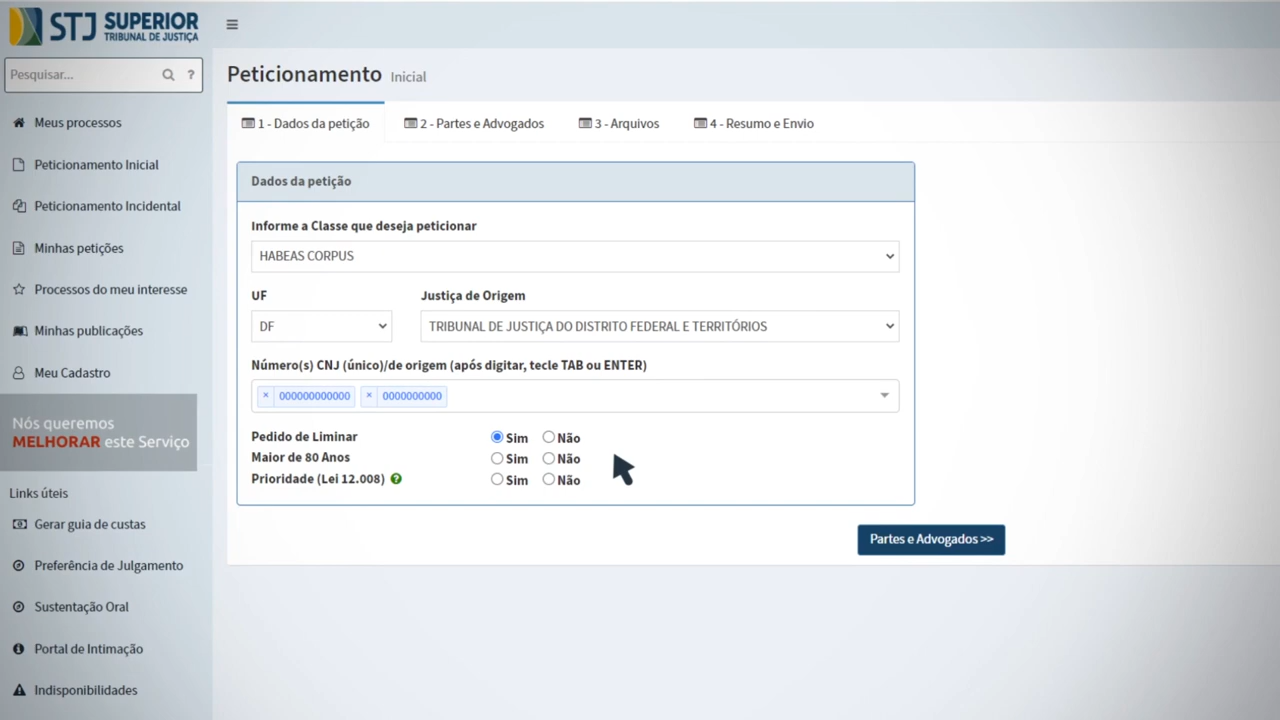 STJ SUPERIOR
TRIBUNAL DE JUSTIÇA
Pesquisar... ?
Meus processos
Peticionamento Inicial
Peticionamento Incidental
Minhas petições
Processos do meu interesse
Minhas publicações
Meu Cadastro
Nós queremos
MELHORAR este Serviço
Links úteis
Gerar guia de custas
Preferência de Julgamento
Sustentação Oral
Portal de Intimação
Indisponibilidades
Peticionamento Inicial
1 - Dados da petição 2 - Partes e Advogados 3 - Arquivos 4 - Resumo e Envio
Dados da petição
Informe a Classe que deseja peticionar
HABEAS CORPUS
UF Justiça de Origem
DF TRIBUNAL DE JUSTIÇA DO DISTRITO FEDERAL E TERRITÓRIOS
Número(s) CNJ (único)/de origem (após digitar, tecle TAB ou ENTER)
× 000000000000 × 0000000000
Pedido de Liminar Sim Não
Maior de 80 Anos Sim Não
Prioridade (Lei 12.008) ? Sim Não
Partes e Advogados >>